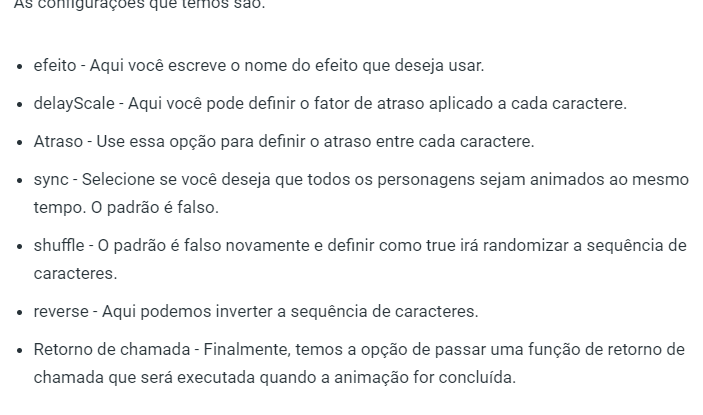 As configurações que temos são:
efeito - Aqui você escreve o nome do efeito que deseja usar.
delayScale - Aqui você pode definir o fator de atraso aplicado a cada caractere.
Atraso - Use essa opção para definir o atraso entre cada caractere.
sync - Selecione se você deseja que todos os personagens sejam animados ao mesmo
tempo. O padrão é falso.
shuffle - O padrão é falso novamente e definir como true irá randomizar a sequência de
caracteres.
reverse - Aqui podemos inverter a sequência de caracteres.
Retorno de chamada - Finalmente, temos a opção de passar uma função de retorno de
chamada que será executada quando a animação for concluída.